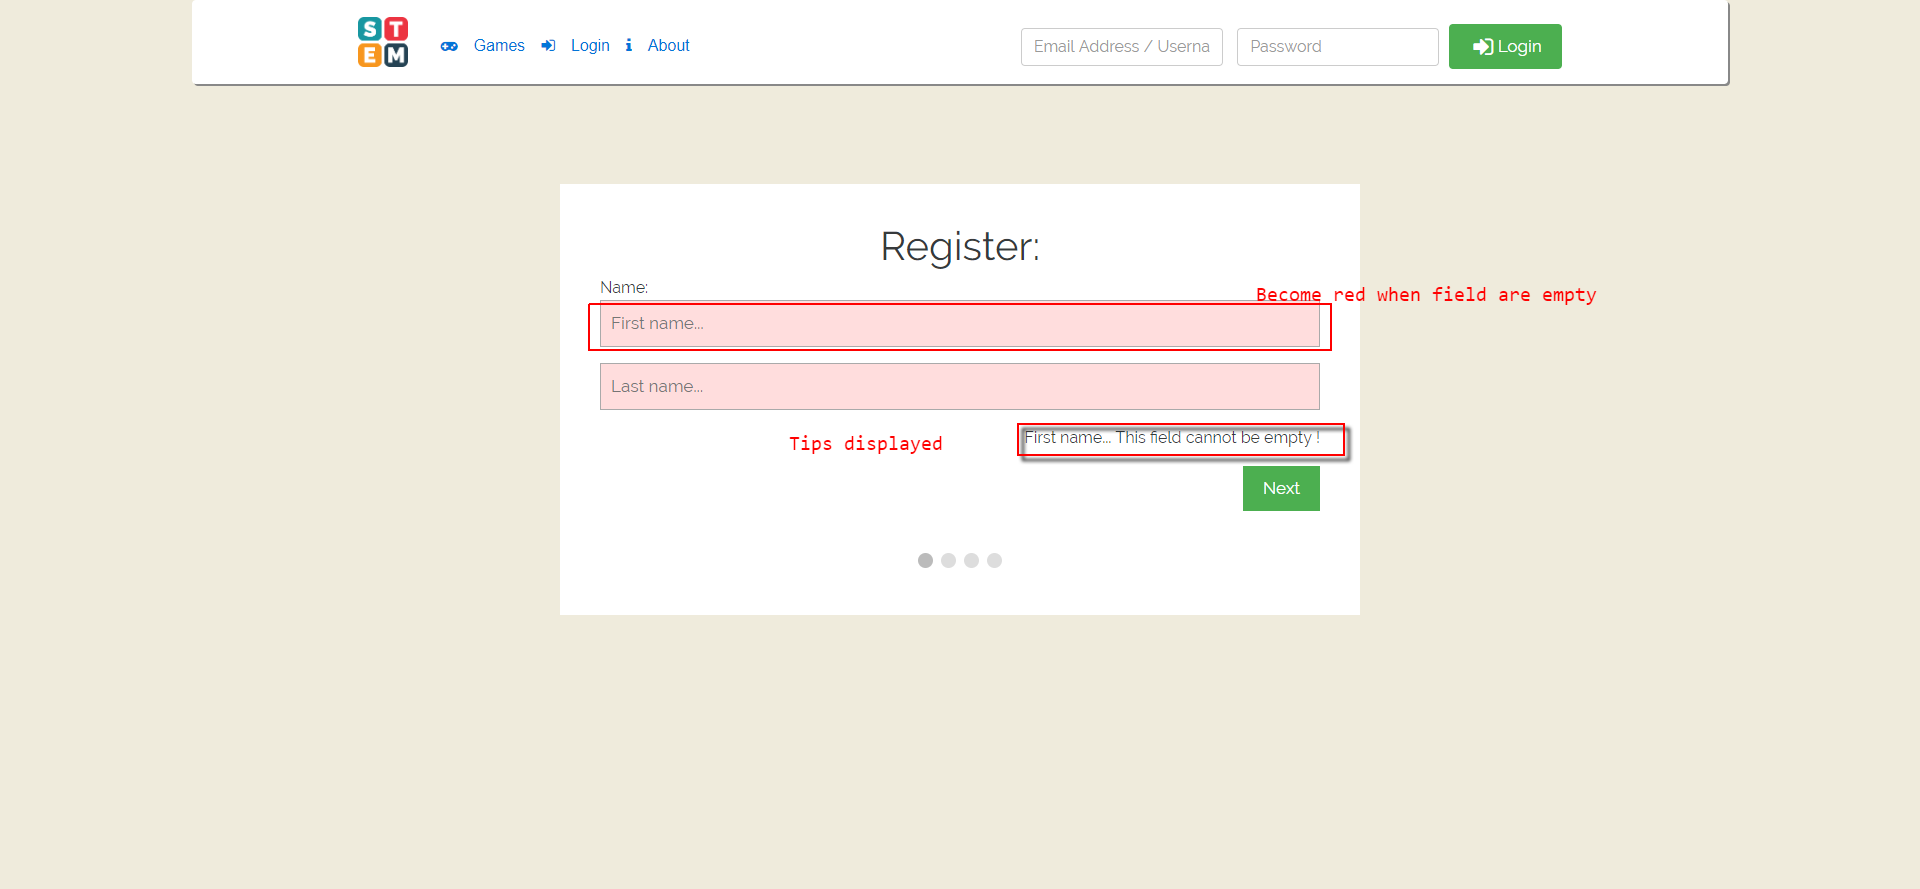 S T
E M
Games Login About
Email Address / Userna
Password
Login
Register:
Name:
Become red when field are empty
First name...
Last name...
Tips displayed
First name... This field cannot be empty !
Next